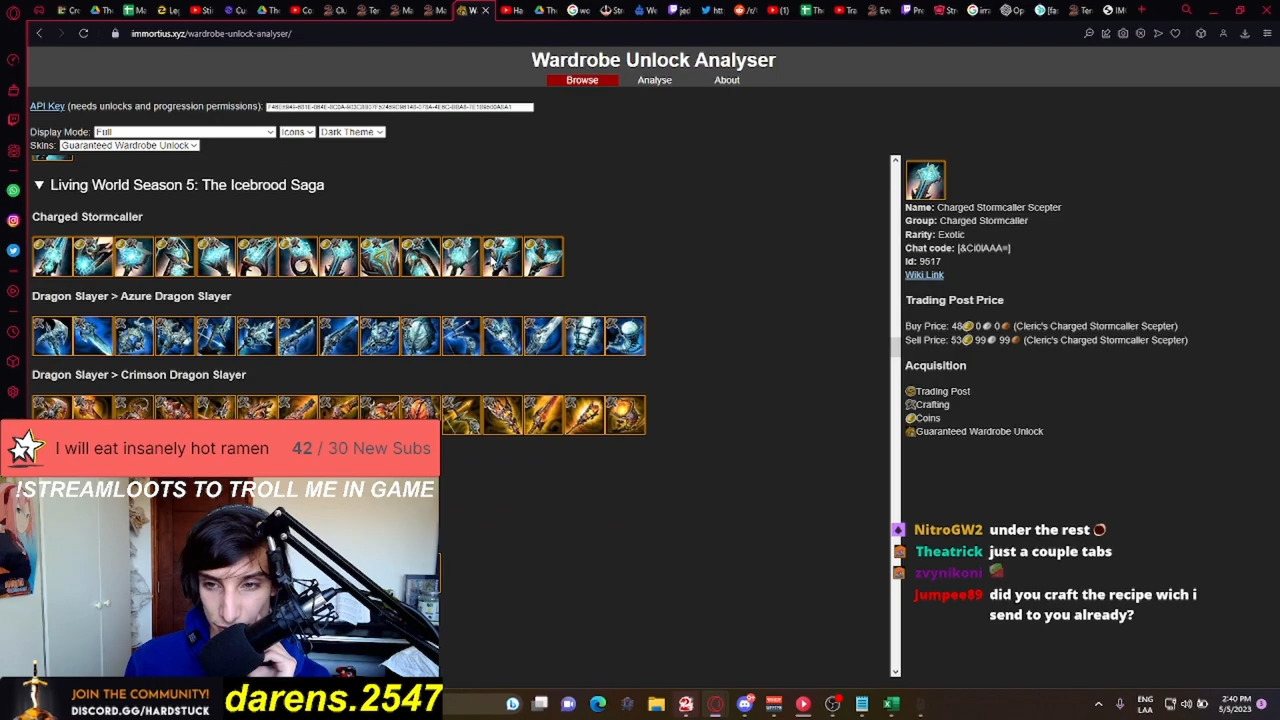 immortius.xyz/wardrobe-unlock-analyser/
Wardrobe Unlock Analyser
Browse Analyse About
API Key (needs unlocks and progression permissions):
Display Mode: Full Icons Dark Theme
Skins: Guaranteed Wardrobe Unlock
▼ Living World Season 5: The Icebrood Saga
Charged Stormcaller
Dragon Slayer > Azure Dragon Slayer
Dragon Slayer > Crimson Dragon Slayer
Name: Charged Stormcaller Scepter
Group: Charged Stormcaller
Rarity: Exotic
Chat code: [&Ci0lAAA=]
Id: 9517
Wiki Link
Trading Post Price
Buy Price: 48 0 0 (Cleric's Charged Stormcaller Scepter)
Sell Price: 53 99 99 (Cleric's Charged Stormcaller Scepter)
Acquisition
Trading Post
Crafting
Coins
Guaranteed Wardrobe Unlock
I will eat insanely hot ramen 42 / 30 New Subs
!STREAMLOOTS TO TROLL ME IN GAME
NitroGW2 under the rest
Theatrick just a couple tabs
zvynikoni
Jumpee89 did you craft the recipe wich i
send to you already?
JOIN THE COMMUNITY!
DISCORD.GG/HARDSTUCK
darens.2547
ENG
LAA
2:40 PM
5/5/2023